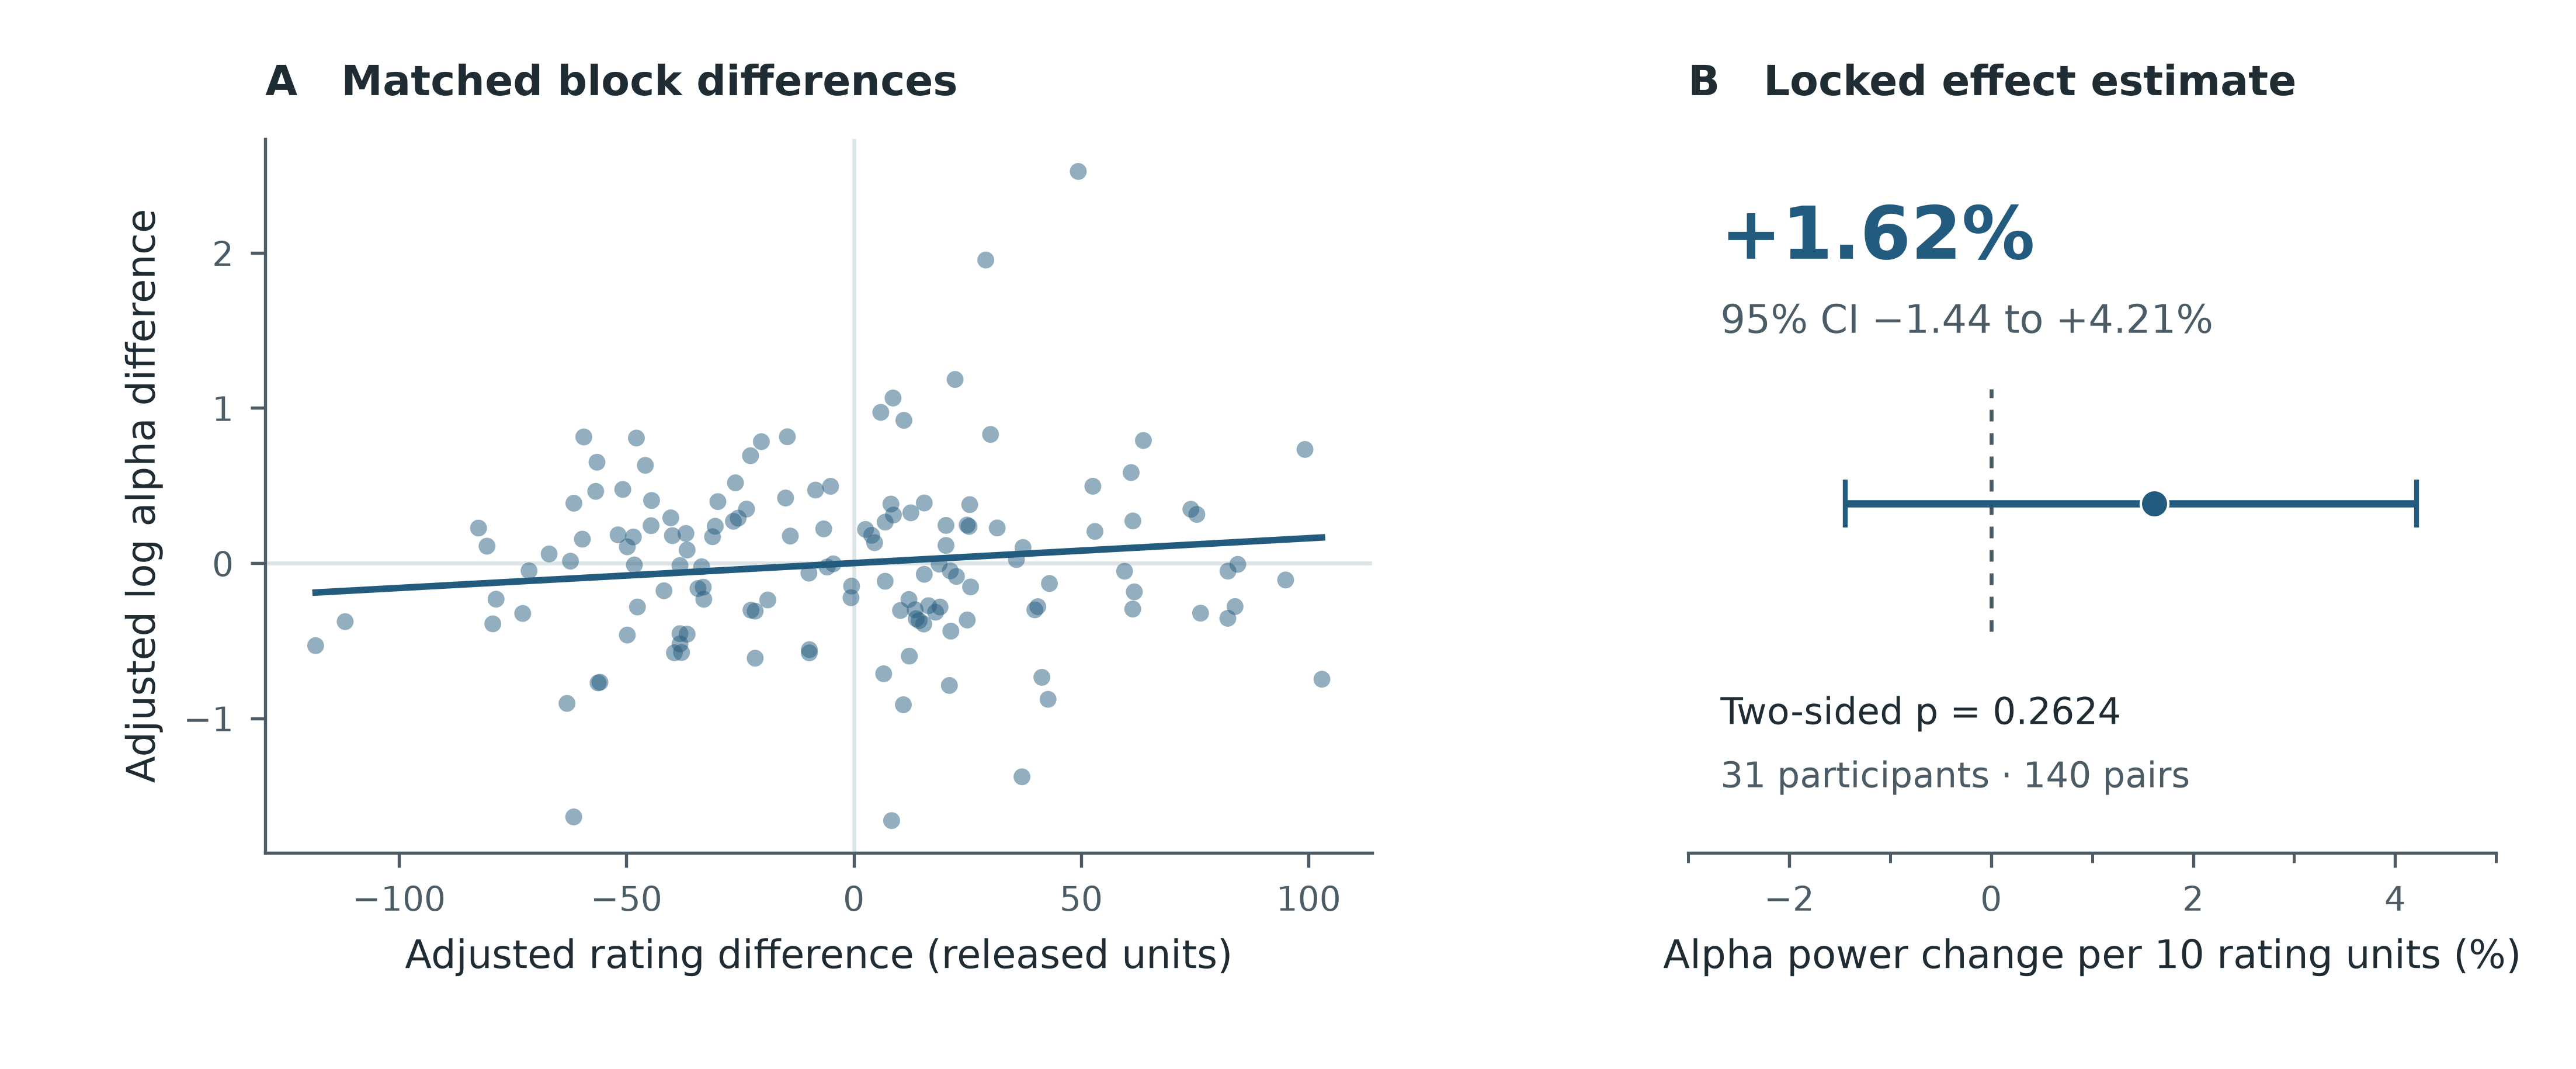 A Matched block differences
Adjusted log alpha difference
2
1
0
−1
−100 −50 0 50 100
Adjusted rating difference (released units)
B Locked effect estimate
+1.62%
95% CI −1.44 to +4.21%
Two-sided p = 0.2624
31 participants · 140 pairs
−2 0 2 4
Alpha power change per 10 rating units (%)